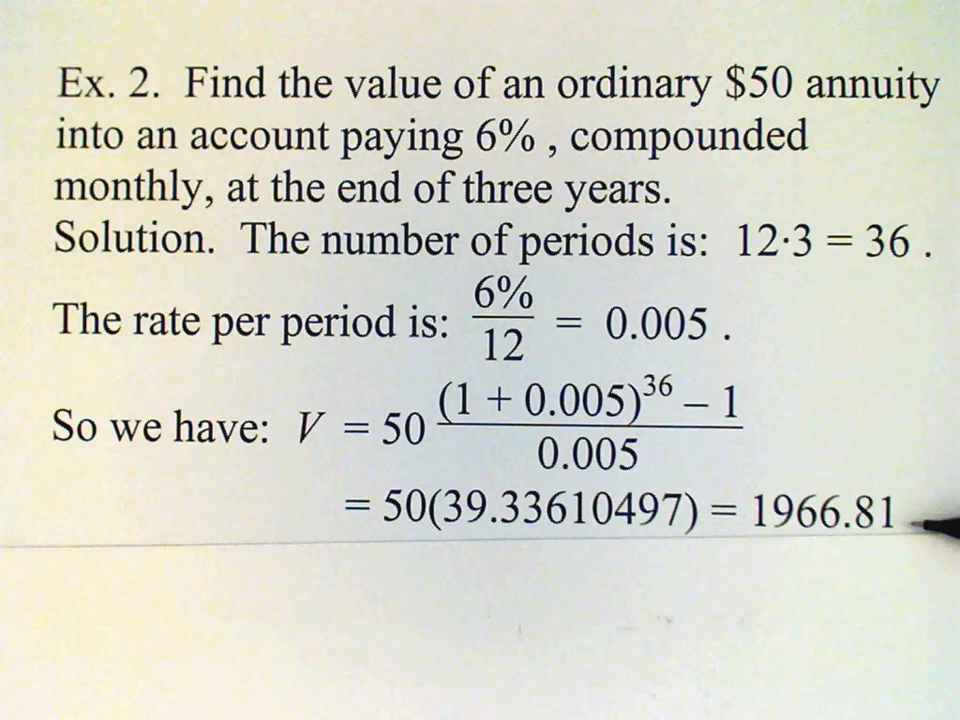 Ex. 2. Find the value of an ordinary $50 annuity
into an account paying 6% , compounded
monthly, at the end of three years.
Solution. The number of periods is: 12·3 = 36 .
The rate per period is: 6%/12 = 0.005 .
So we have: V = 50 ((1 + 0.005)^36 – 1)/0.005
= 50(39.33610497) = 1966.81